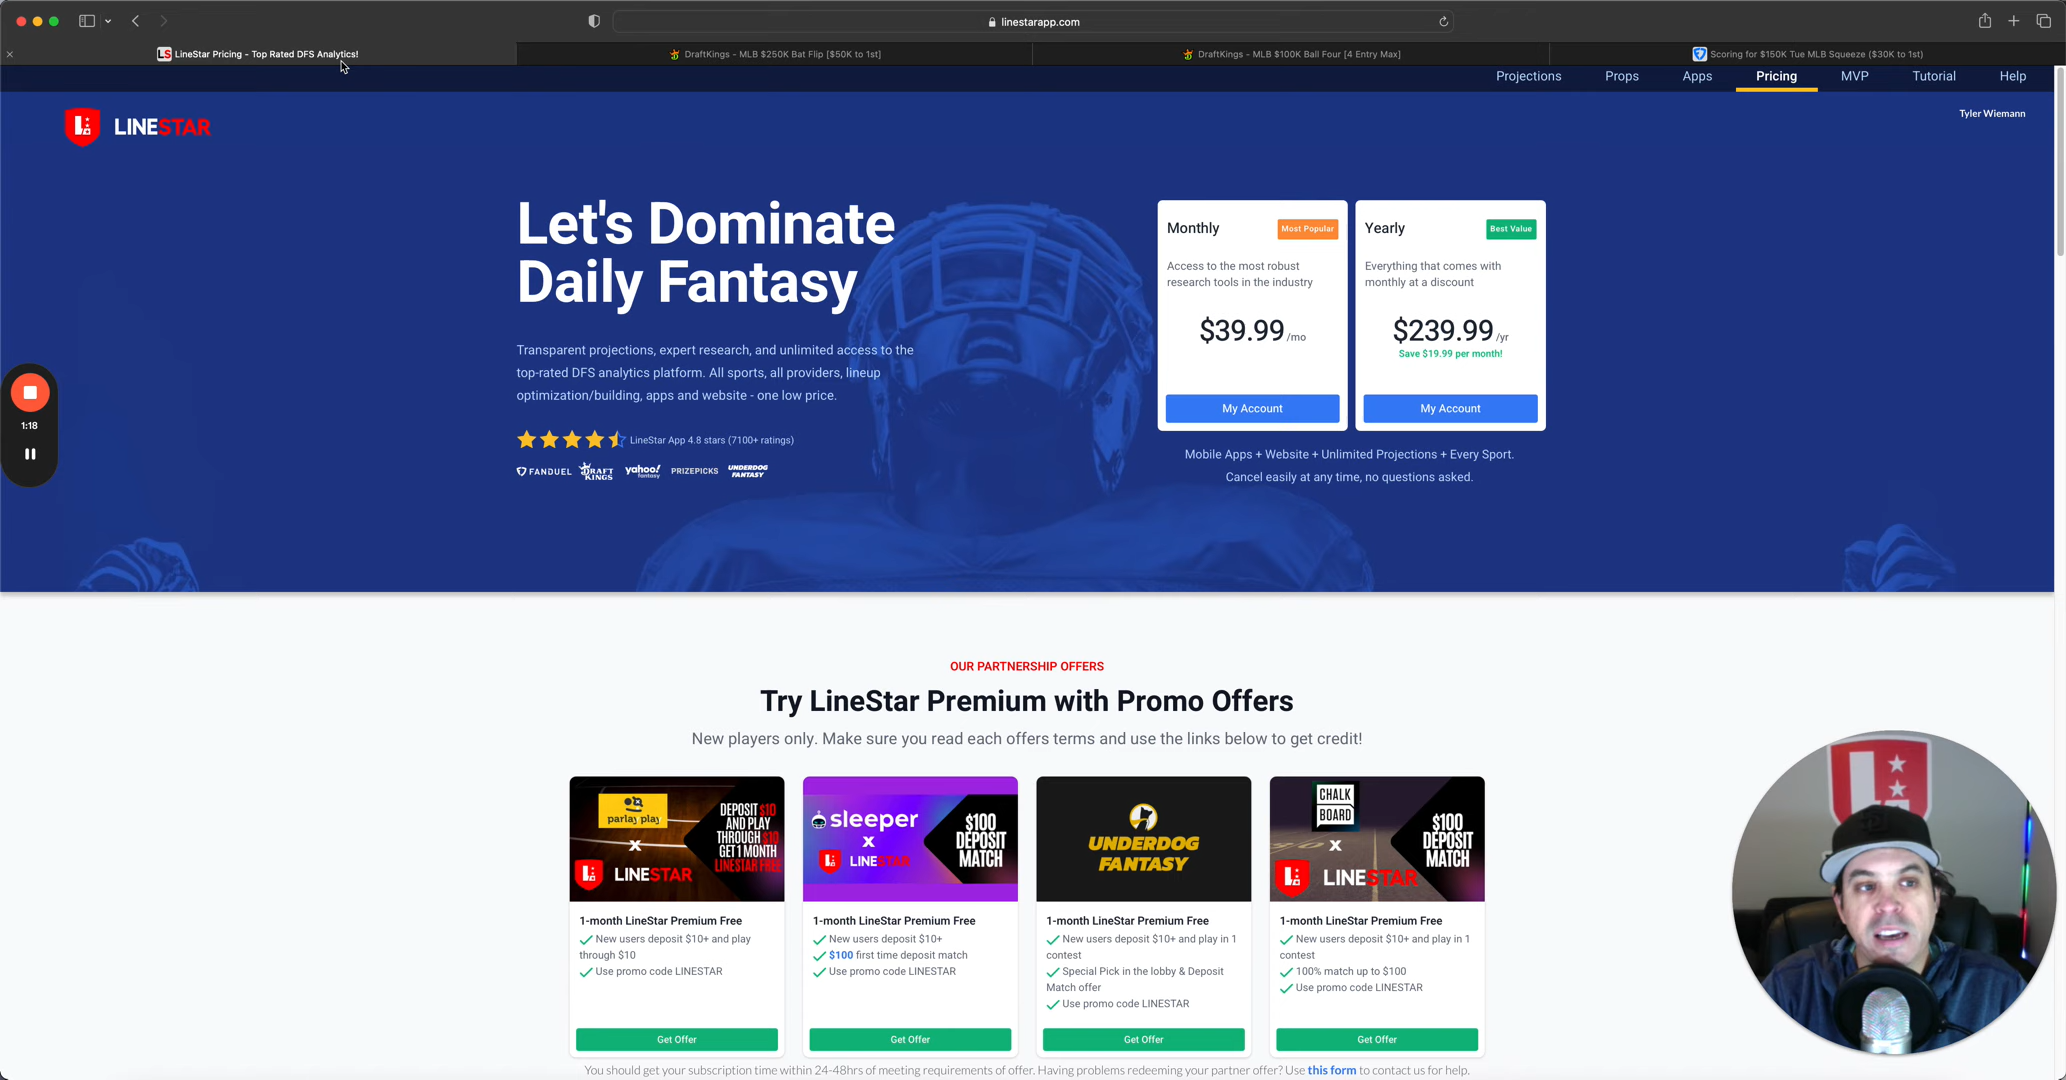 linestarapp.com
LineStar Pricing - Top Rated DFS Analytics!
DraftKings - MLB $250K Bat Flip [$50K to 1st]
DraftKings - MLB $100K Ball Four [4 Entry Max]
Scoring for $150K Tue MLB Squeeze ($30K to 1st)
Projections Props Apps Pricing MVP Tutorial Help
LINESTAR
Tyler Wiemann
Let's Dominate
Daily Fantasy
Transparent projections, expert research, and unlimited access to the
top-rated DFS analytics platform. All sports, all providers, lineup
optimization/building, apps and website - one low price.
LineStar App 4.8 stars (7100+ ratings)
FANDUEL DRAFT KINGS yahoo! fantasy PRIZEPICKS UNDERDOG FANTASY
Monthly
Most Popular
Access to the most robust
research tools in the industry
$39.99 /mo
My Account
Yearly
Best Value
Everything that comes with
monthly at a discount
$239.99 /yr
Save $19.99 per month!
My Account
Mobile Apps + Website + Unlimited Projections + Every Sport.
Cancel easily at any time, no questions asked.
1:18
OUR PARTNERSHIP OFFERS
Try LineStar Premium with Promo Offers
New players only. Make sure you read each offers terms and use the links below to get credit!
parlay play
X
LINESTAR
DEPOSIT $10
AND PLAY
THROUGH $10
GET 1 MONTH
LINESTAR FREE
1-month LineStar Premium Free
New users deposit $10+ and play
through $10
Use promo code LINESTAR
Get Offer
sleeper
X
LINESTAR
$100
DEPOSIT
MATCH
1-month LineStar Premium Free
New users deposit $10+
$100 first time deposit match
Use promo code LINESTAR
Get Offer
UNDERDOG
FANTASY
1-month LineStar Premium Free
New users deposit $10+ and play in 1
contest
Special Pick in the lobby & Deposit
Match offer
Use promo code LINESTAR
Get Offer
CHALK
BOARD
X
LINESTAR
$100
DEPOSIT
MATCH
1-month LineStar Premium Free
New users deposit $10+ and play in 1
contest
100% match up to $100
Use promo code LINESTAR
Get Offer
You should get your subscription time within 24-48hrs of meeting requirements of offer. Having problems redeeming your partner offer? Use this form to contact us for help.